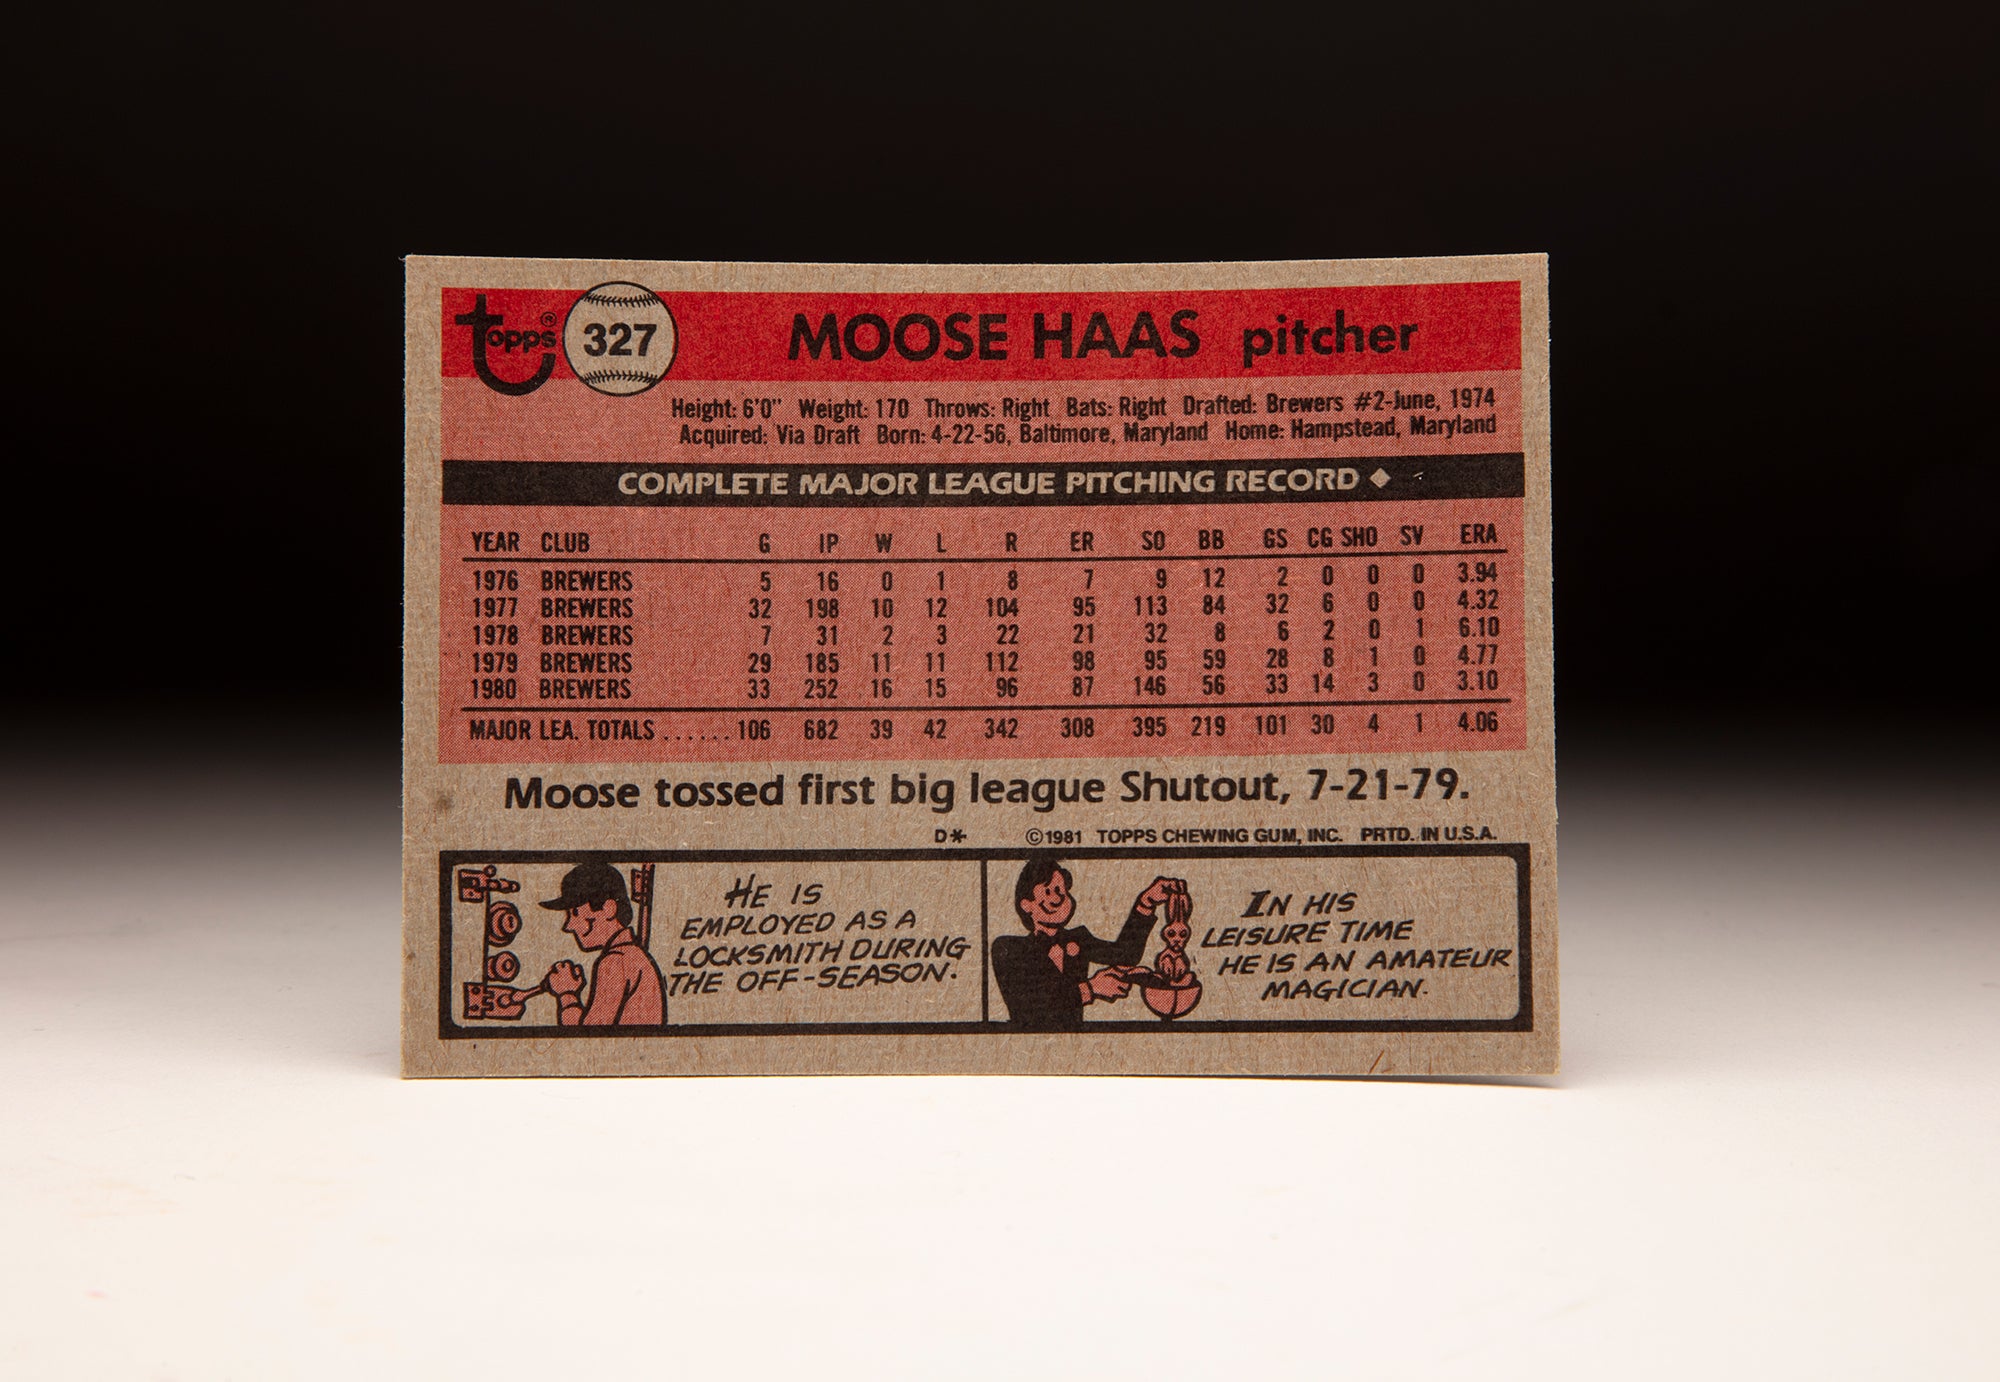 topps® 327 MOOSE HAAS pitcher
Height: 6'0" Weight: 170 Throws: Right Bats: Right Drafted: Brewers #2-June, 1974
Acquired: Via Draft Born: 4-22-56, Baltimore, Maryland Home: Hampstead, Maryland
COMPLETE MAJOR LEAGUE PITCHING RECORD ◆
YEAR CLUB G IP W L R ER SO BB GS CG SHO SV ERA
1976 BREWERS 5 16 0 1 8 7 9 12 2 0 0 0 3.94
1977 BREWERS 32 198 10 12 104 95 113 84 32 6 0 0 4.32
1978 BREWERS 7 31 2 3 22 21 32 8 6 2 0 1 6.10
1979 BREWERS 29 185 11 11 112 98 95 59 28 8 1 0 4.77
1980 BREWERS 33 252 16 15 96 87 146 56 33 14 3 0 3.10
MAJOR LEA. TOTALS ...... 106 682 39 42 342 308 395 219 101 30 4 1 4.06
Moose tossed first big league Shutout, 7-21-79.
D* ©1981 TOPPS CHEWING GUM, INC. PRTD. IN U.S.A.
HE IS
EMPLOYED AS A
LOCKSMITH DURING
THE OFF-SEASON.
IN HIS
LEISURE TIME
HE IS AN AMATEUR
MAGICIAN.